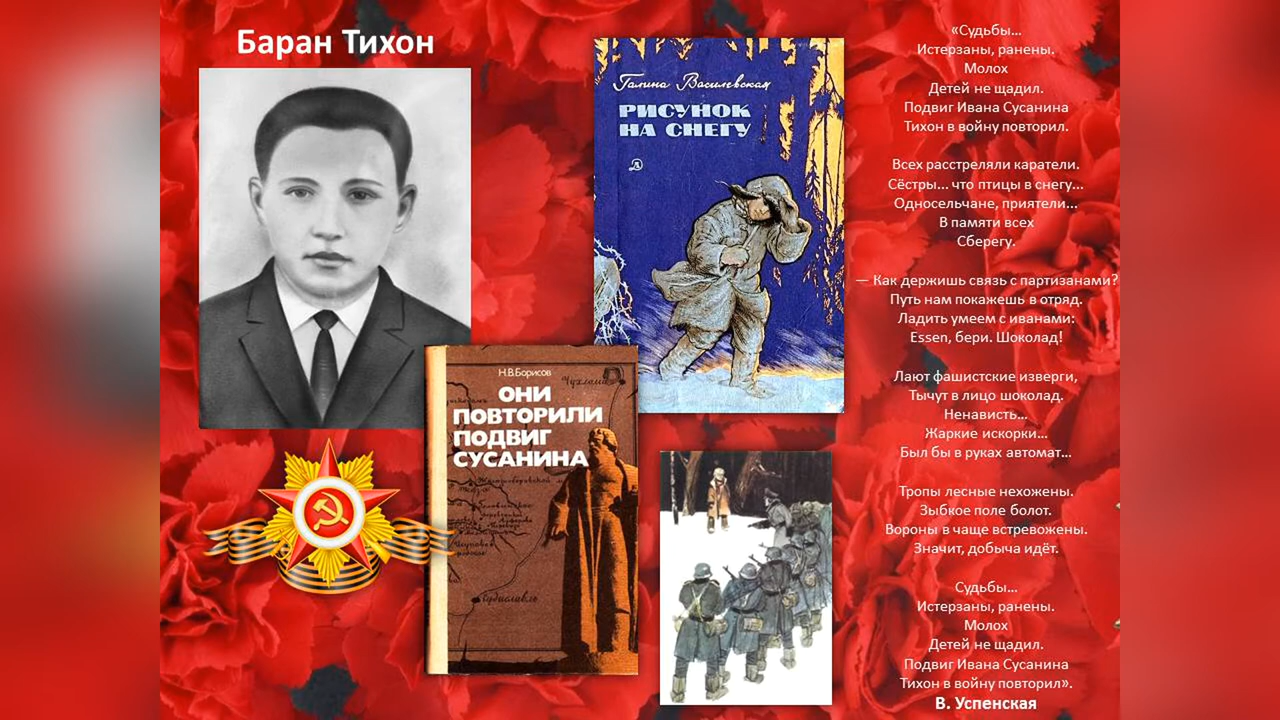 Баран Тихон
Галина Василевская
РИСУНОК
НА СНЕГУ
Н.В.Борисов
Чухлома
ОНИ
ПОВТОРИЛИ
ПОДВИГ
СУСАНИНА
«Судьбы...
Истерзаны, ранены.
Молох
Детей не щадил.
Подвиг Ивана Сусанина
Тихон в войну повторил.
Всех расстреляли каратели.
Сёстры... что птицы в снегу...
Односельчане, приятели...
В памяти всех
Сберегу.
— Как держишь связь с партизанами?
Путь нам покажешь в отряд.
Ладить умеем с иванами:
Essen, бери. Шоколад!
Лают фашистские изверги,
Тычут в лицо шоколад.
Ненависть...
Жаркие искорки...
Был бы в руках автомат...
Тропы лесные нехожены.
Зыбкое поле болот.
Вороны в чаще встревожены.
Значит, добыча идёт.
Судьбы...
Истерзаны, ранены.
Молох
Детей не щадил.
Подвиг Ивана Сусанина
Тихон в войну повторил».
В. Успенская